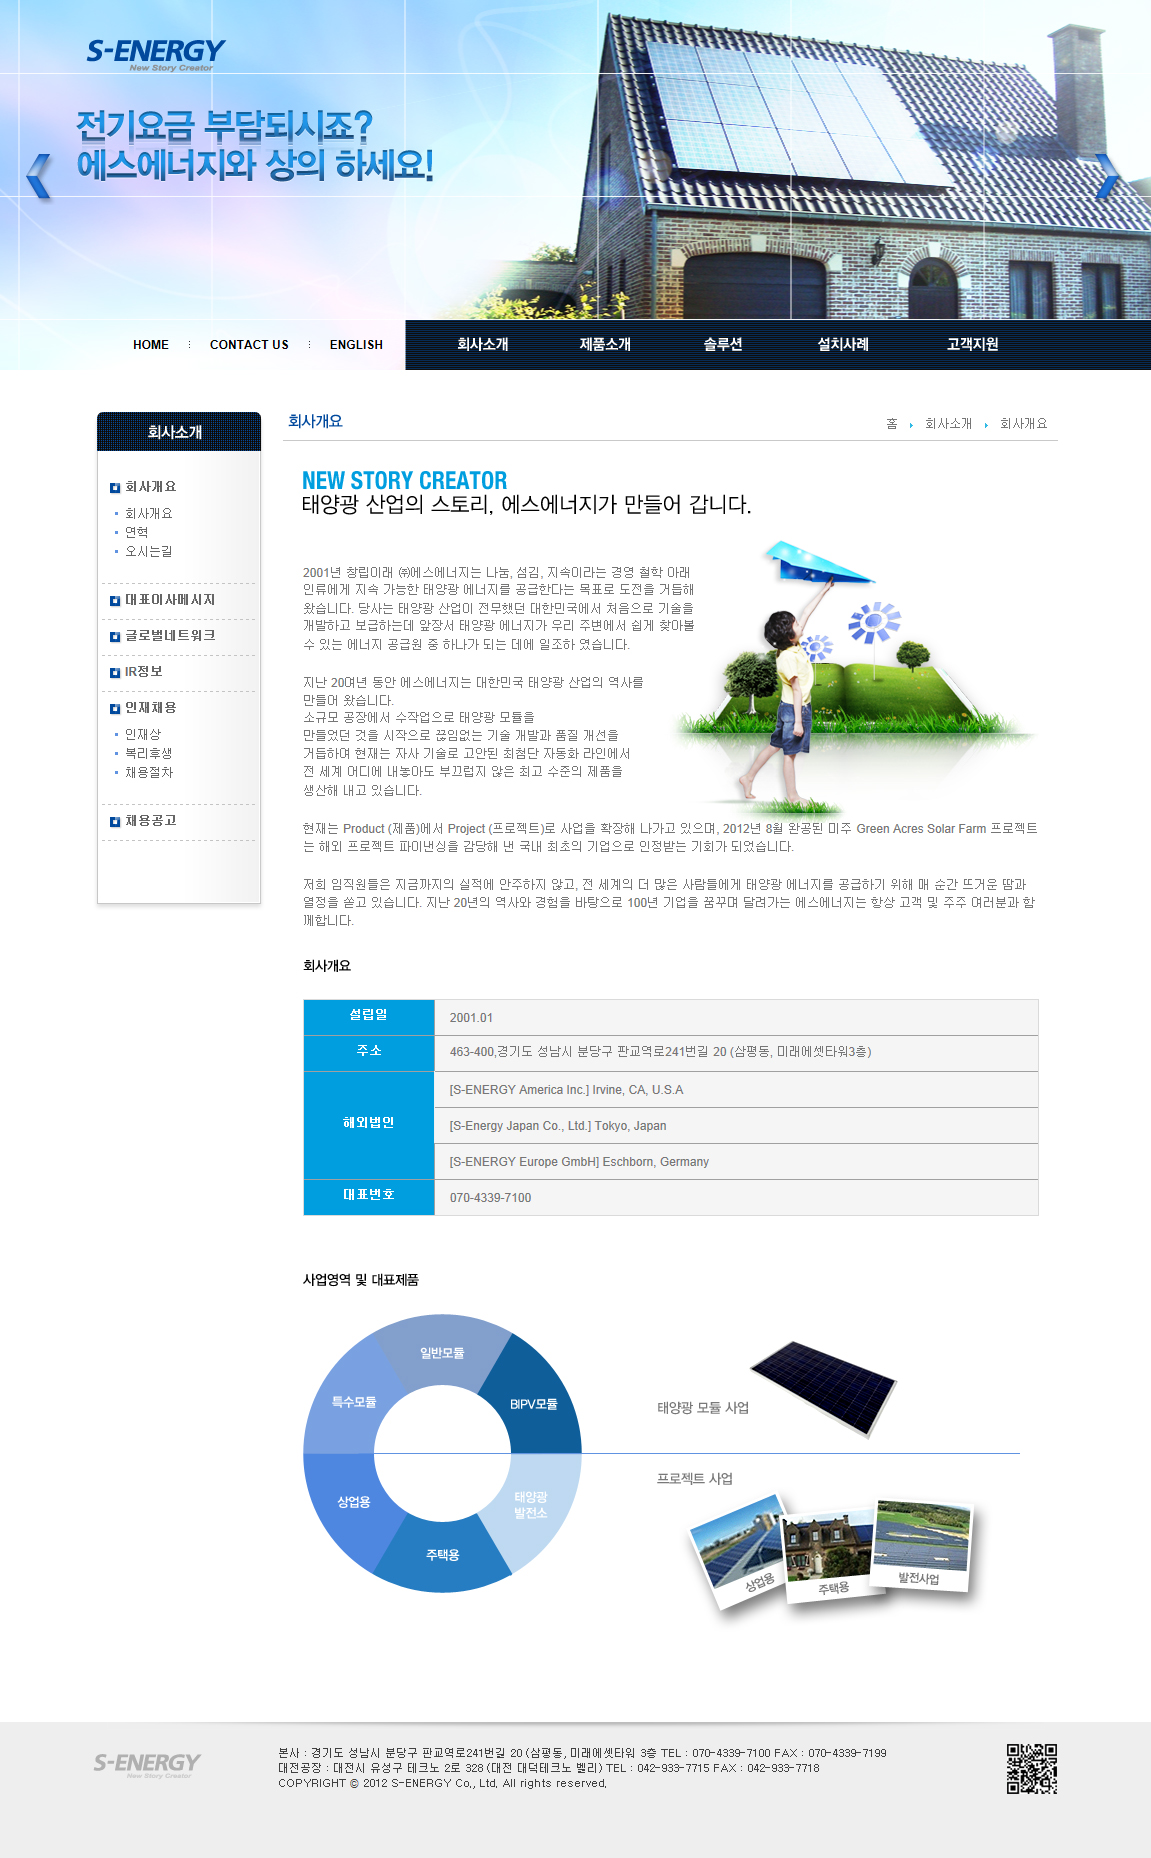 S-ENERGY
New Story Creator
전기요금 부담되시죠?
에스에너지와 상의 하세요!
HOME
CONTACT US
ENGLISH
회사소개
제품소개
솔루션
설치사례
고객지원
회사소개
회사개요
회사개요
연혁
오시는길
대표이사메시지
글로벌네트워크
IR정보
인재채용
인재상
복리후생
채용절차
채용공고
회사개요
홈 회사소개 회사개요
NEW STORY CREATOR
태양광 산업의 스토리, 에스에너지가 만들어 갑니다.
2001년 창립이래 ㈜에스에너지는 나눔, 섬김, 지속이라는 경영 철학 아래
인류에게 지속 가능한 태양광 에너지를 공급한다는 목표로 도전을 거듭해
왔습니다. 당사는 태양광 산업이 전무했던 대한민국에서 처음으로 기술을
개발하고 보급하는데 앞장서 태양광 에너지가 우리 주변에서 쉽게 찾아볼
수 있는 에너지 공급원 중 하나가 되는 데에 일조하 였습니다.
지난 20여년 동안 에스에너지는 대한민국 태양광 산업의 역사를
만들어 왔습니다.
소규모 공장에서 수작업으로 태양광 모듈을
만들었던 것을 시작으로 끊임없는 기술 개발과 품질 개선을
거듭하며 현재는 자사 기술로 고안된 최첨단 자동화 라인에서
전 세계 어디에 내놓아도 부끄럽지 않은 최고 수준의 제품을
생산해 내고 있습니다.
현재는 Product (제품)에서 Project (프로젝트)로 사업을 확장해 나가고 있으며, 2012년 8월 완공된 미주 Green Acres Solar Farm 프로젝트
는 해외 프로젝트 파이낸싱을 감당해 낸 국내 최초의 기업으로 인정받는 기회가 되었습니다.
저희 임직원들은 지금까지의 실적에 안주하지 않고, 전 세계의 더 많은 사람들에게 태양광 에너지를 공급하기 위해 매 순간 뜨거운 땀과
열정을 쏟고 있습니다. 지난 20년의 역사와 경험을 바탕으로 100년 기업을 꿈꾸며 달려가는 에스에너지는 항상 고객 및 주주 여러분과 함
께합니다.
회사개요
설립일 2001.01
주소 463-400,경기도 성남시 분당구 판교역로241번길 20 (삼평동, 미래에셋타워3층)
해외법인
[S-ENERGY America Inc.] Irvine, CA, U.S.A
[S-Energy Japan Co., Ltd.] Tokyo, Japan
[S-ENERGY Europe GmbH] Eschborn, Germany
대표번호 070-4339-7100
사업영역 및 대표제품
일반모듈
특수모듈
BIPV모듈
태양광 모듈 사업
프로젝트 사업
상업용
태양광
발전소
주택용
상업용
주택용
발전사업
S-ENERGY
New Story Creator
본사 : 경기도 성남시 분당구 판교역로241번길 20 (삼평동, 미래에셋타워 3층 TEL : 070-4339-7100 FAX : 070-4339-7199
대전공장 : 대전시 유성구 테크노 2로 328 (대전 대덕테크노 밸리) TEL : 042-933-7715 FAX : 042-933-7718
COPYRIGHT © 2012 S-ENERGY Co., Ltd. All rights reserved.